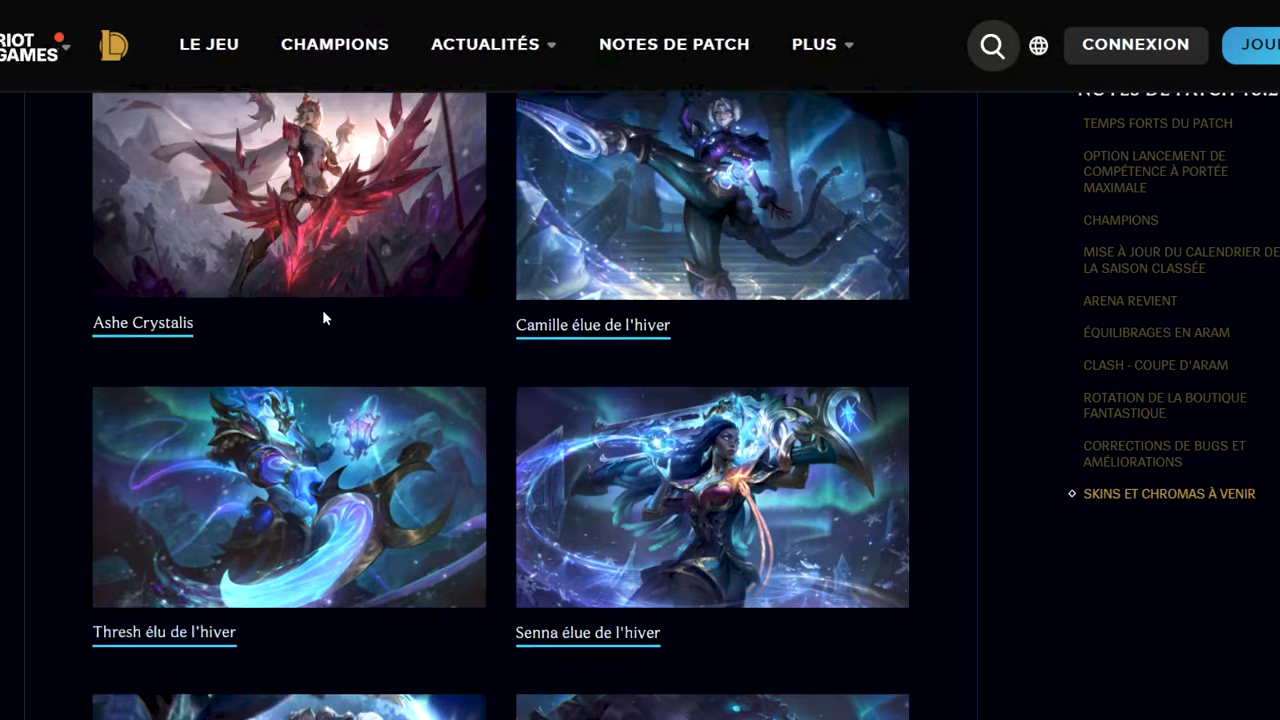 RIOT
GAMES
LE JEU
CHAMPIONS
ACTUALITÉS
NOTES DE PATCH
PLUS
CONNEXION
Ashe Crystalis
Camille élue de l'hiver
Thresh élu de l'hiver
Senna élue de l'hiver
NOTES DE PATCH
TEMPS FORTS DU PATCH
OPTION LANCEMENT DE
COMPÉTENCE À PORTÉE
MAXIMALE
CHAMPIONS
MISE À JOUR DU CALENDRIER DE
LA SAISON CLASSÉE
ARENA REVIENT
ÉQUILIBRAGES EN ARAM
CLASH - COUPE D'ARAM
ROTATION DE LA BOUTIQUE
FANTASTIQUE
CORRECTIONS DE BUGS ET
AMÉLIORATIONS
SKINS ET CHROMAS À VENIR